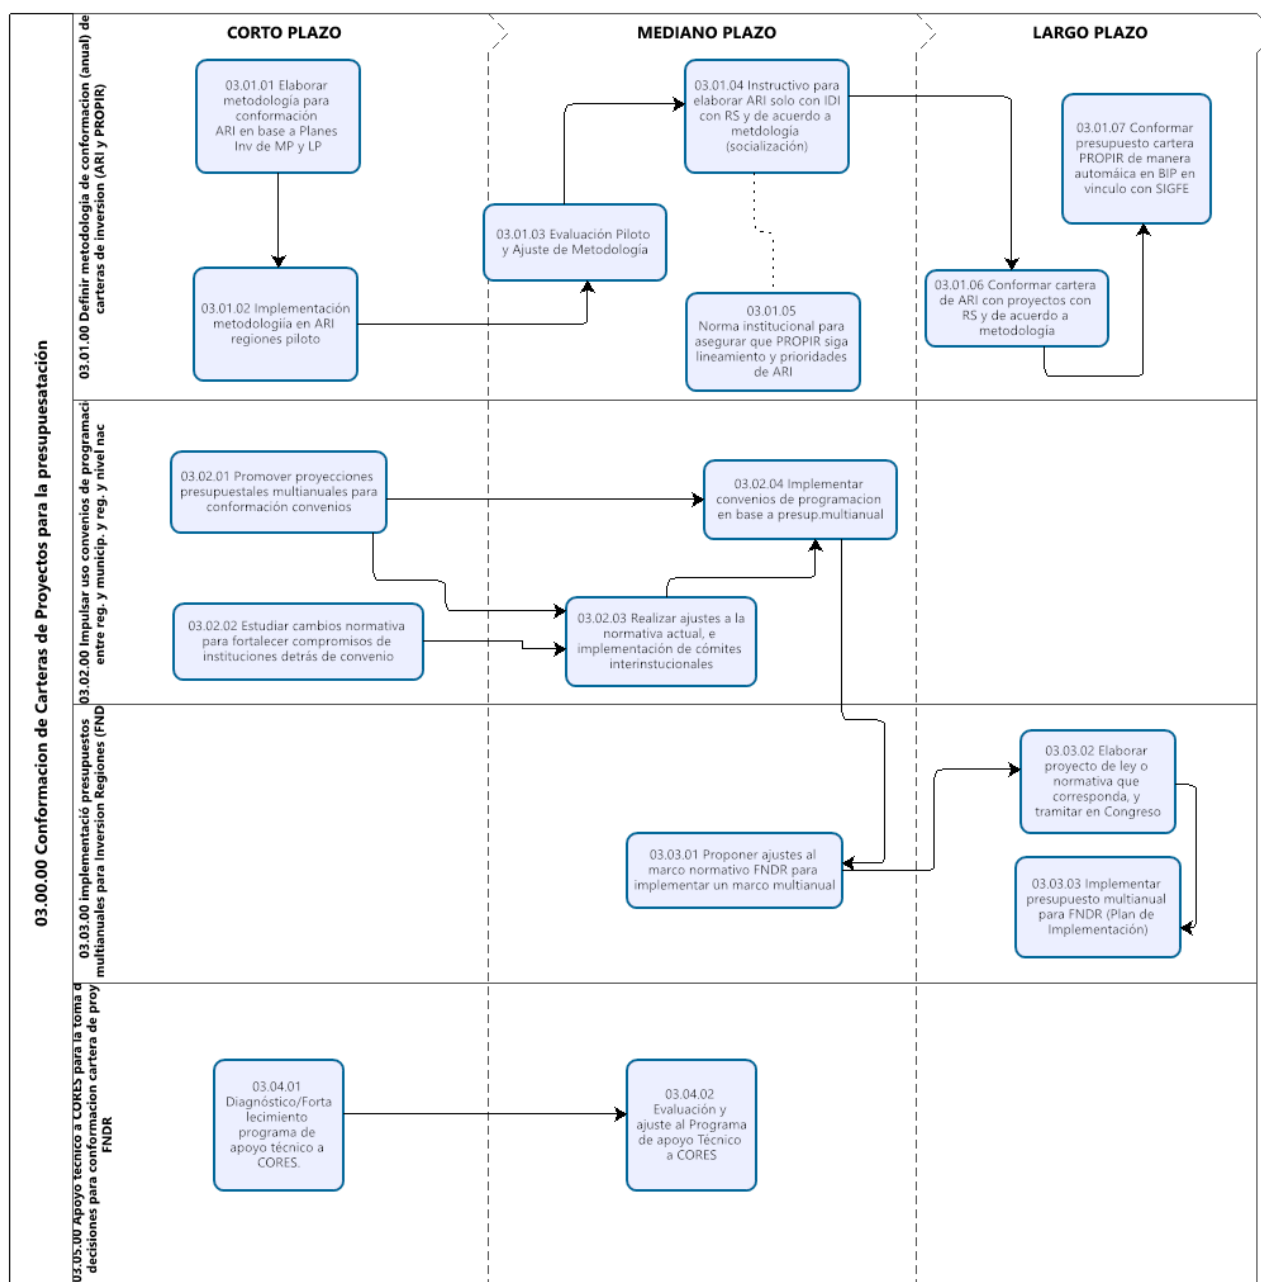 03.00.00 Conformacion de Carteras de Proyectos para la presupuesatación
CORTO PLAZO
MEDIANO PLAZO
LARGO PLAZO
03.01.00 Definir metodologia de conformacion (anual) de
carteras de inversion (ARI y PROPIR)
03.01.01 Elaborar
metodología para
conformación
ARI en base a Planes
Inv de MP y LP
03.01.02 Implementación
metodologiía en ARI
regiones piloto
03.01.03 Evaluación Piloto
y Ajuste de Metodología
03.01.04 Instructivo para
elaborar ARI solo con IDI
con RS y de acuerdo a
metdología
(socialización)
03.01.05
Norma institucional para
asegurar que PROPIR siga
lineamiento y prioridades
de ARI
03.01.06 Conformar cartera
de ARI con proyectos con
RS y de acuerdo a
metodología
03.01.07 Conformar
presupuesto cartera
PROPIR de manera
automáica en BIP en
vinculo con SIGFE
03.02.00 Impulsar uso convenios de programaci
entre reg. y municip. y reg. y nivel nac
03.02.01 Promover proyecciones
presupuestales multianuales para
conformación convenios
03.02.02 Estudiar cambios normativa
para fortalecer compromisos de
instituciones detrás de convenio
03.02.03 Realizar ajustes a la
normativa actual, e
implementación de cómites
interinstucionales
03.02.04 Implementar
convenios de programacion
en base a presup.multianual
03.03.00 implementació presupuestos
multianuales para Inversion Regiones (FND
03.03.01 Proponer ajustes al
marco normativo FNDR para
implementar un marco multianual
03.03.02 Elaborar
proyecto de ley o
normativa que
corresponda, y
tramitar en Congreso
03.03.03 Implementar
presupuesto multianual
para FNDR (Plan de
Implementación)
03.05.00 Apoyo tecnico a CORES para la toma d
decisiones para conformacion cartera de proy
FNDR
03.04.01
Diagnóstico/Forta
lecimiento
programa de
apoyo técnico a
CORES.
03.04.02
Evaluación y
ajuste al Programa
de apoyo Técnico
a CORES